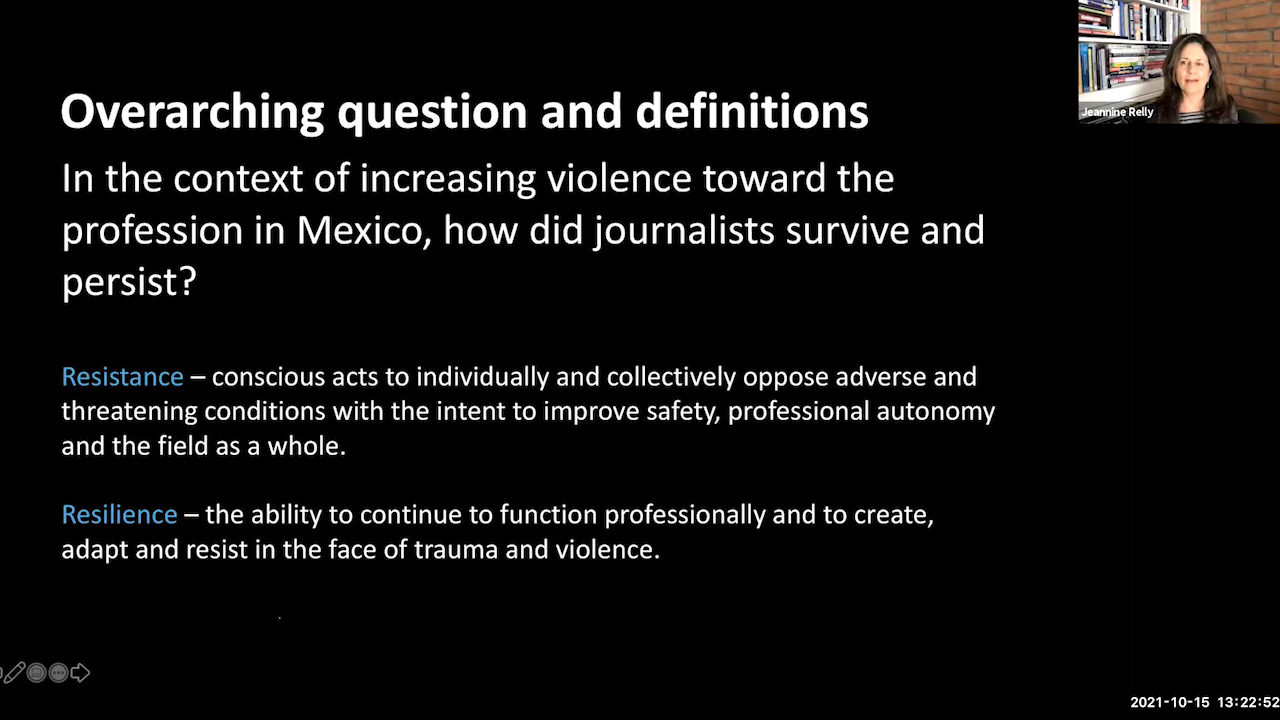 Overarching question and definitions
In the context of increasing violence toward the
profession in Mexico, how did journalists survive and
persist?
Resistance – conscious acts to individually and collectively oppose adverse and
threatening conditions with the intent to improve safety, professional autonomy
and the field as a whole.
Resilience – the ability to continue to function professionally and to create,
adapt and resist in the face of trauma and violence.
Jeannine Relly
2021-10-15 13:22:52